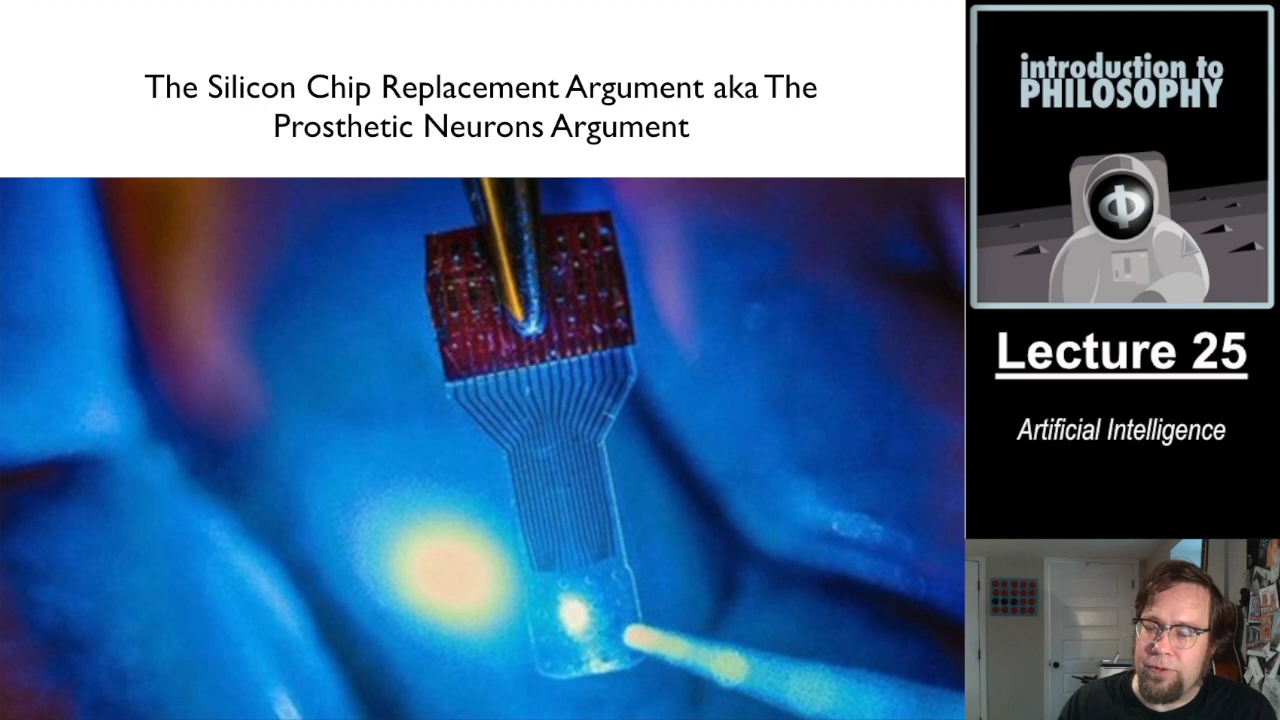 The Silicon Chip Replacement Argument aka The
Prosthetic Neurons Argument
introduction to
PHILOSOPHY
Φ
Lecture 25
Artificial Intelligence